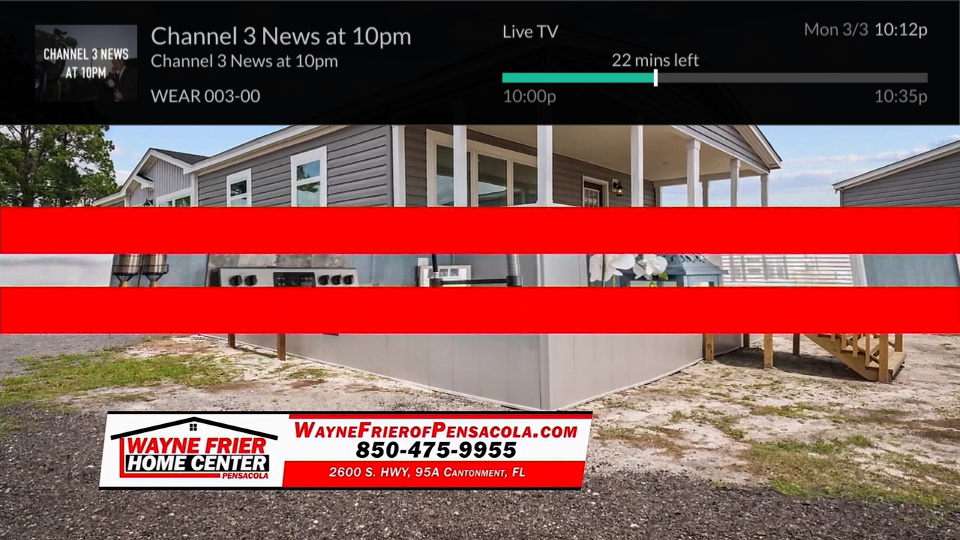 CHANNEL 3 NEWS
AT 10PM
Channel 3 News at 10pm
Channel 3 News at 10pm
WEAR 003-00
Live TV
Mon 3/3 10:12p
22 mins left
10:00p
10:35p
WAYNE FRIER
HOME CENTER
PENSACOLA
WAYNEFRIEROFPENSACOLA.COM
850-475-9955
2600 S. HWY, 95A CANTONMENT, FL